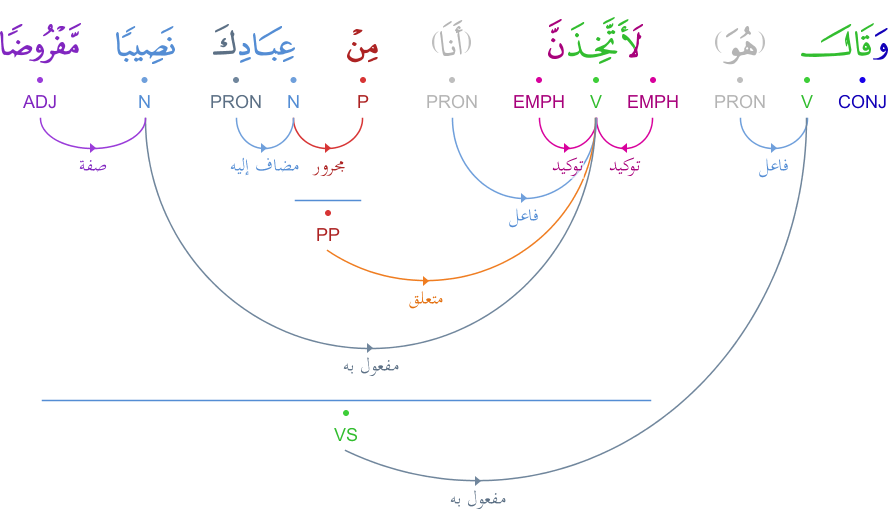 وَقَالَ (هُوَ) لَأَتَّخِذَنَّ (أَنَا) مِنْ عِبَادِكَ نَصِيبًا مَّفْرُوضًا
CONJ V PRON EMPH V EMPH PRON P N PRON N ADJ
فاعل توكيد توكيد مجرور مضاف إليه صفة
فاعل
PP
متعلق
مفعول به
VS
مفعول به